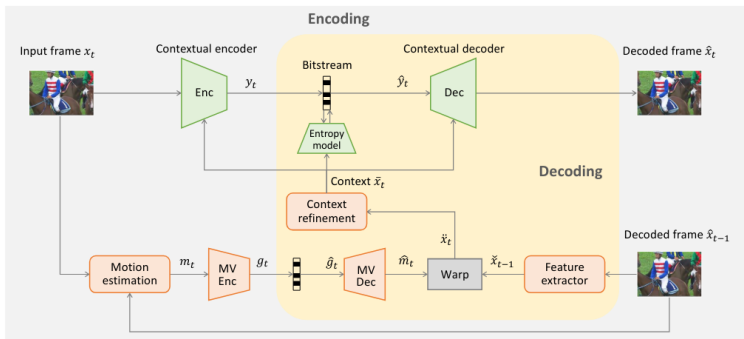 Encoding
Input frame x_t
Contextual encoder
Contextual decoder
Decoded frame x̂_t
Bitstream
Enc
y_t
ŷ_t
Dec
Entropy
model
Decoding
Context x̄_t
Context
refinement
ẍ_t
Decoded frame x̂_{t−1}
Motion
estimation
m_t
MV
Enc
g_t
ĝ_t
MV
Dec
m̂_t
Warp
x̆_{t−1}
Feature
extractor